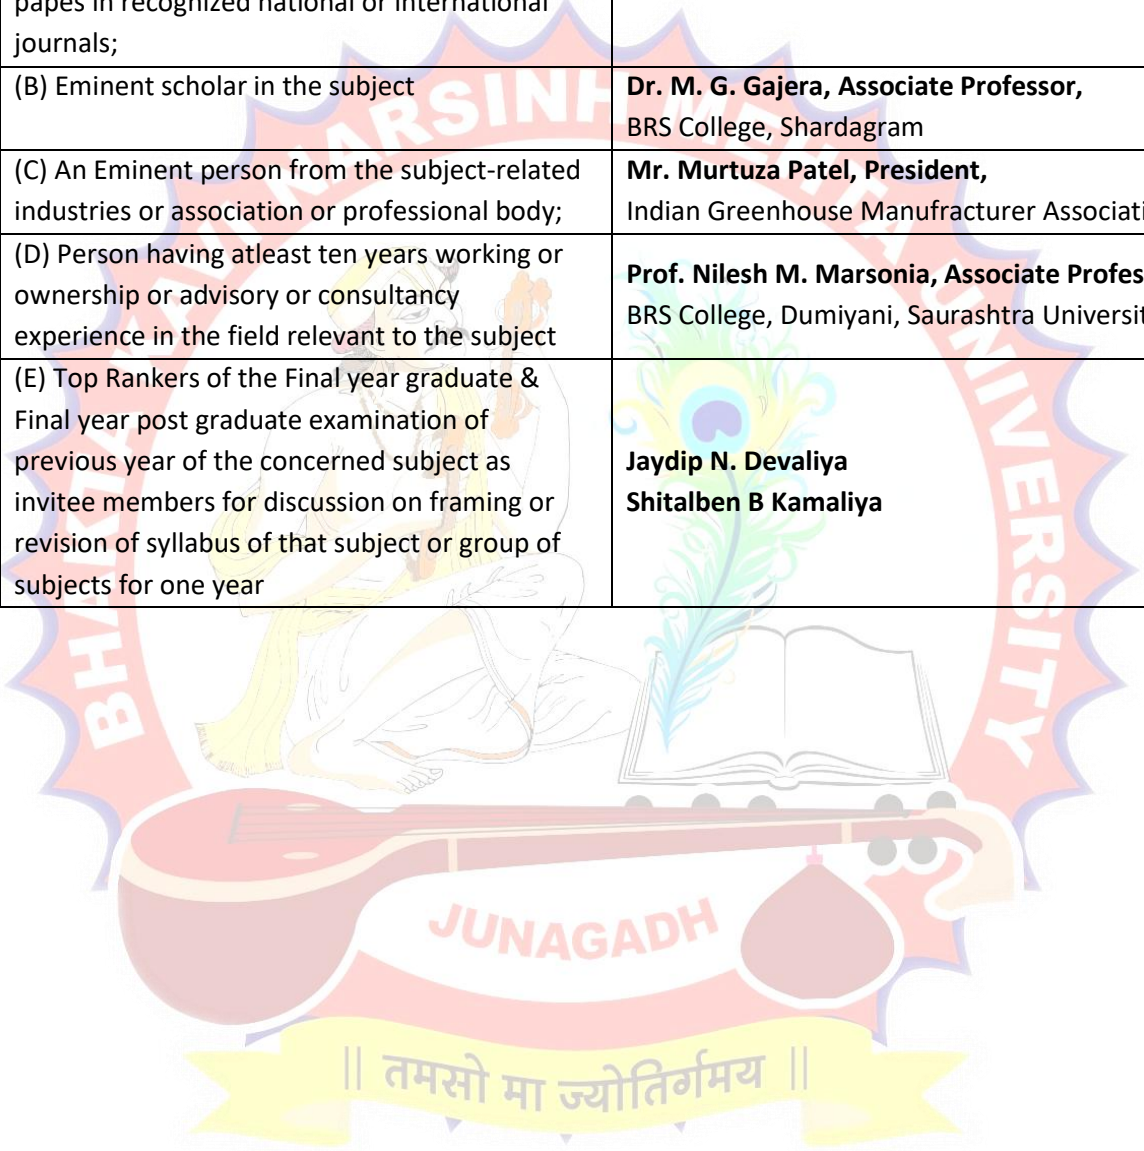 papes in recognized national or international
journals;
(B) Eminent scholar in the subject
Dr. M. G. Gajera, Associate Professor,
BRS College, Shardagram
(C) An Eminent person from the subject-related
industries or association or professional body;
Mr. Murtuza Patel, President,
Indian Greenhouse Manufracturer Associati
(D) Person having atleast ten years working or
ownership or advisory or consultancy
experience in the field relevant to the subject
Prof. Nilesh M. Marsonia, Associate Profes
BRS College, Dumiyani, Saurashtra Universit
(E) Top Rankers of the Final year graduate &
Final year post graduate examination of
previous year of the concerned subject as
invitee members for discussion on framing or
revision of syllabus of that subject or group of
subjects for one year
Jaydip N. Devaliya
Shitalben B Kamaliya
BHAKTA KAVI NARSINH MEHTA UNIVERSITY
JUNAGADH
|| तमसो मा ज्योतिर्गमय ||